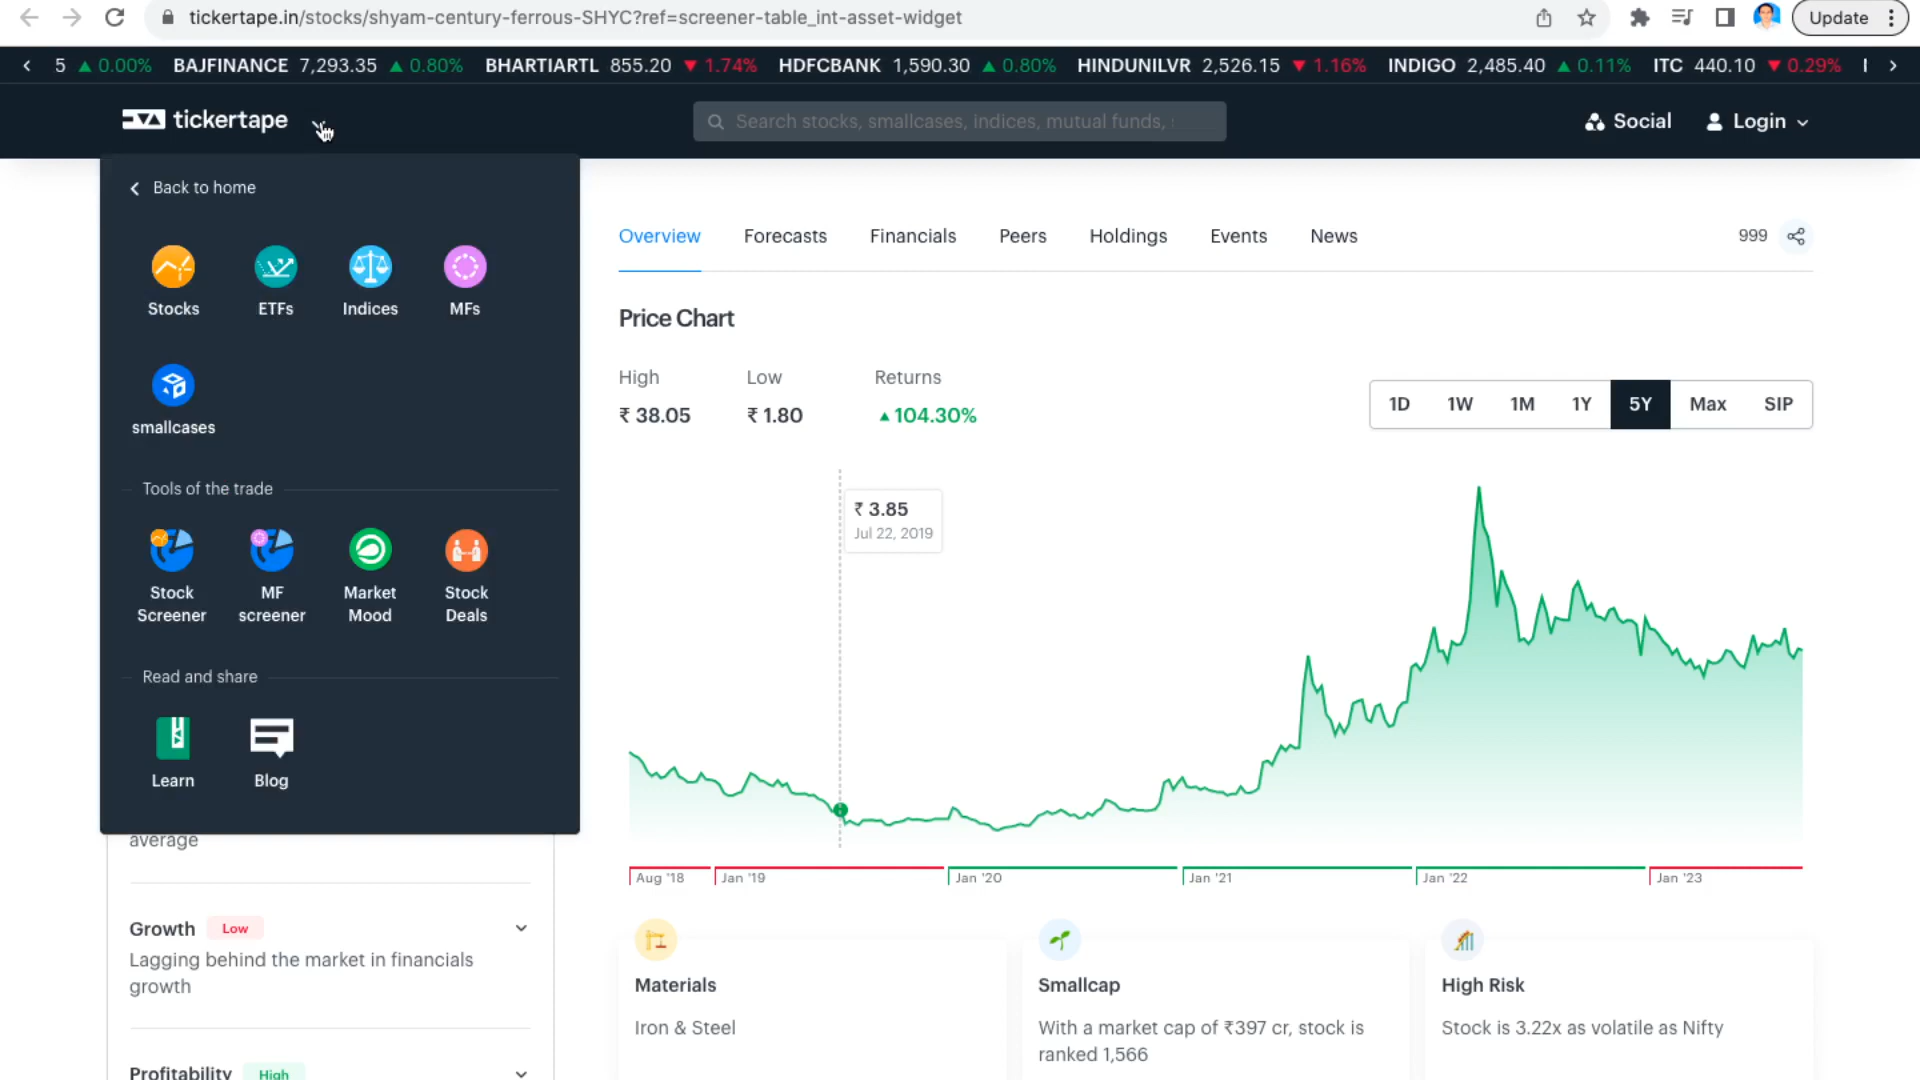 tickertape.in/stocks/shyam-century-ferrous-SHYC?ref=screener-table_int-asset-widget
Update
5 ▲ 0.00% BAJFINANCE 7,293.35 ▲ 0.80% BHARTIARTL 855.20 ▼ 1.74% HDFCBANK 1,590.30 ▲ 0.80% HINDUNILVR 2,526.15 ▼ 1.16% INDIGO 2,485.40 ▲ 0.11% ITC 440.10 ▼ 0.29%
tickertape
Search stocks, smallcases, indices, mutual funds,
Social
Login
Back to home
Stocks
ETFs
Indices
MFs
smallcases
Tools of the trade
Stock
Screener
MF
screener
Market
Mood
Stock
Deals
Read and share
Learn
Blog
average
Growth Low
Lagging behind the market in financials
growth
Profitability High
Overview
Forecasts
Financials
Peers
Holdings
Events
News
999
Price Chart
High
₹ 38.05
Low
₹ 1.80
Returns
▲ 104.30%
1D 1W 1M 1Y 5Y Max SIP
₹ 3.85
Jul 22, 2019
Aug '18
Jan '19
Jan '20
Jan '21
Jan '22
Jan '23
Materials
Iron & Steel
Smallcap
With a market cap of ₹397 cr, stock is
ranked 1,566
High Risk
Stock is 3.22x as volatile as Nifty